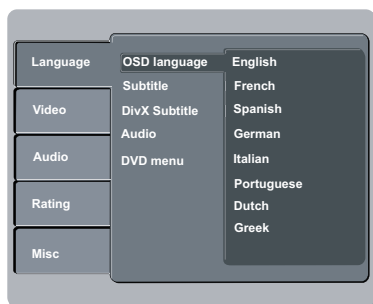 Language
Video
Audio
Rating
Misc
OSD language
Subtitle
DivX Subtitle
Audio
DVD menu
English
French
Spanish
German
Italian
Portuguese
Dutch
Greek